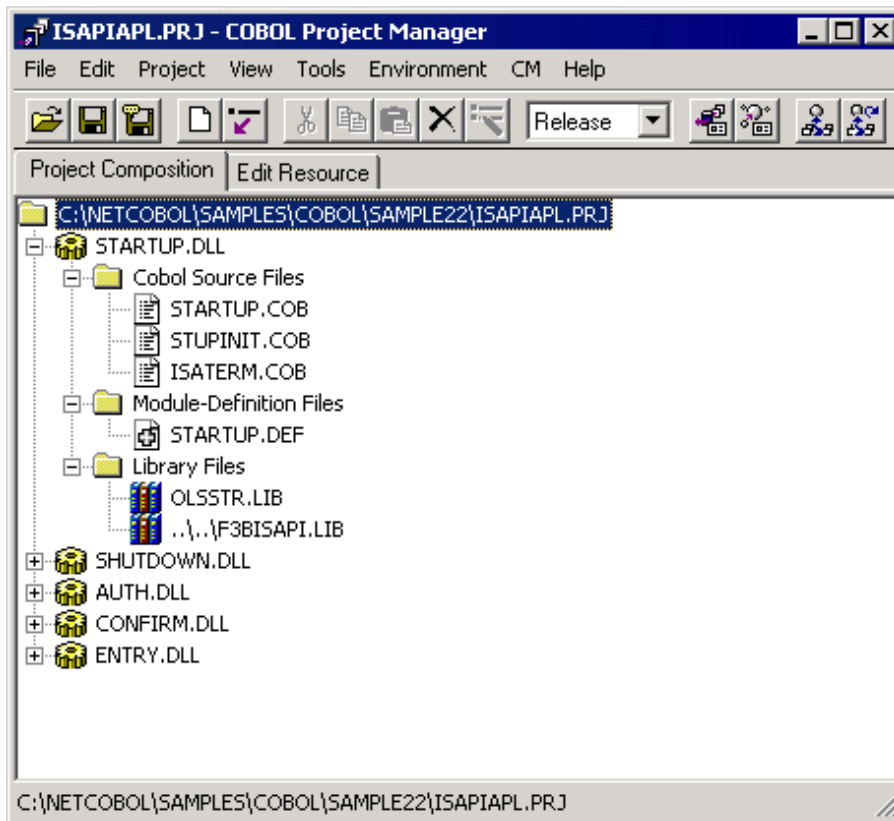 ISAPIAPL.PRJ - COBOL Project Manager
File Edit Project View Tools Environment CM Help
Release
Project Composition Edit Resource
C:\NETCOBOL\SAMPLES\COBOL\SAMPLE22\ISAPIAPL.PRJ
STARTUP.DLL
Cobol Source Files
STARTUP.COB
STUPINIT.COB
ISATERM.COB
Module-Definition Files
STARTUP.DEF
Library Files
OLSSTR.LIB
..\..\F3BISAPI.LIB
SHUTDOWN.DLL
AUTH.DLL
CONFIRM.DLL
ENTRY.DLL
C:\NETCOBOL\SAMPLES\COBOL\SAMPLE22\ISAPIAPL.PRJ